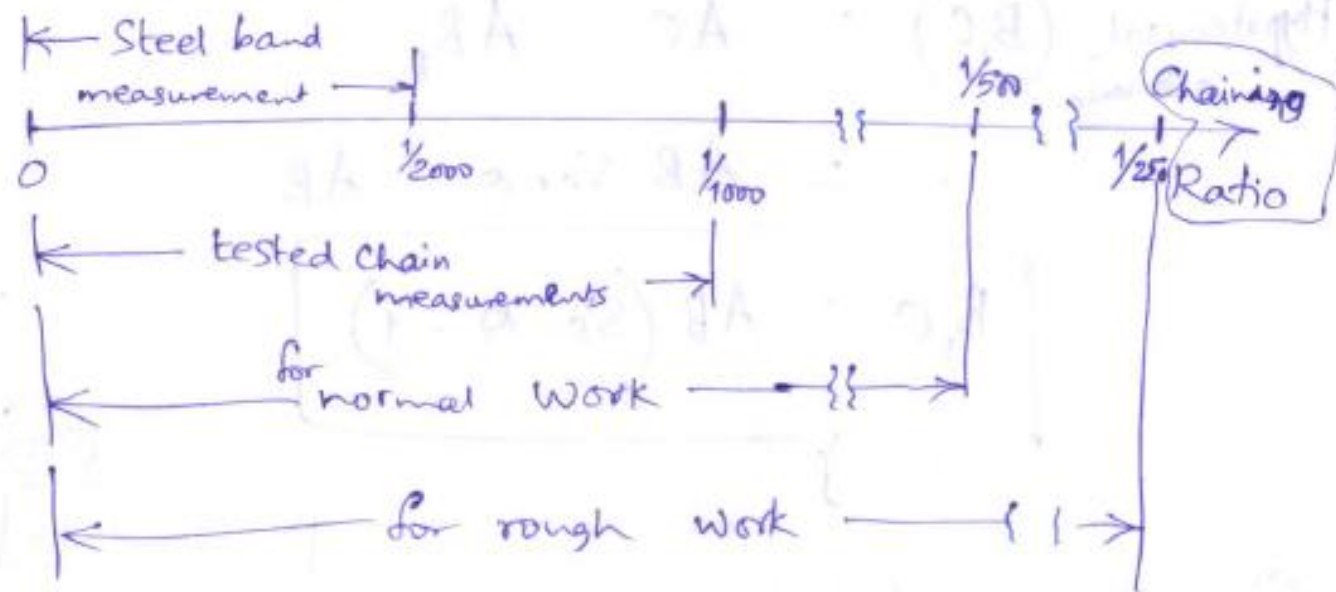 Steel band
measurement
0
1/2000
1/1000
1/500
1/250
Chaining
Ratio
tested chain
measurements
for
normal work
for rough work